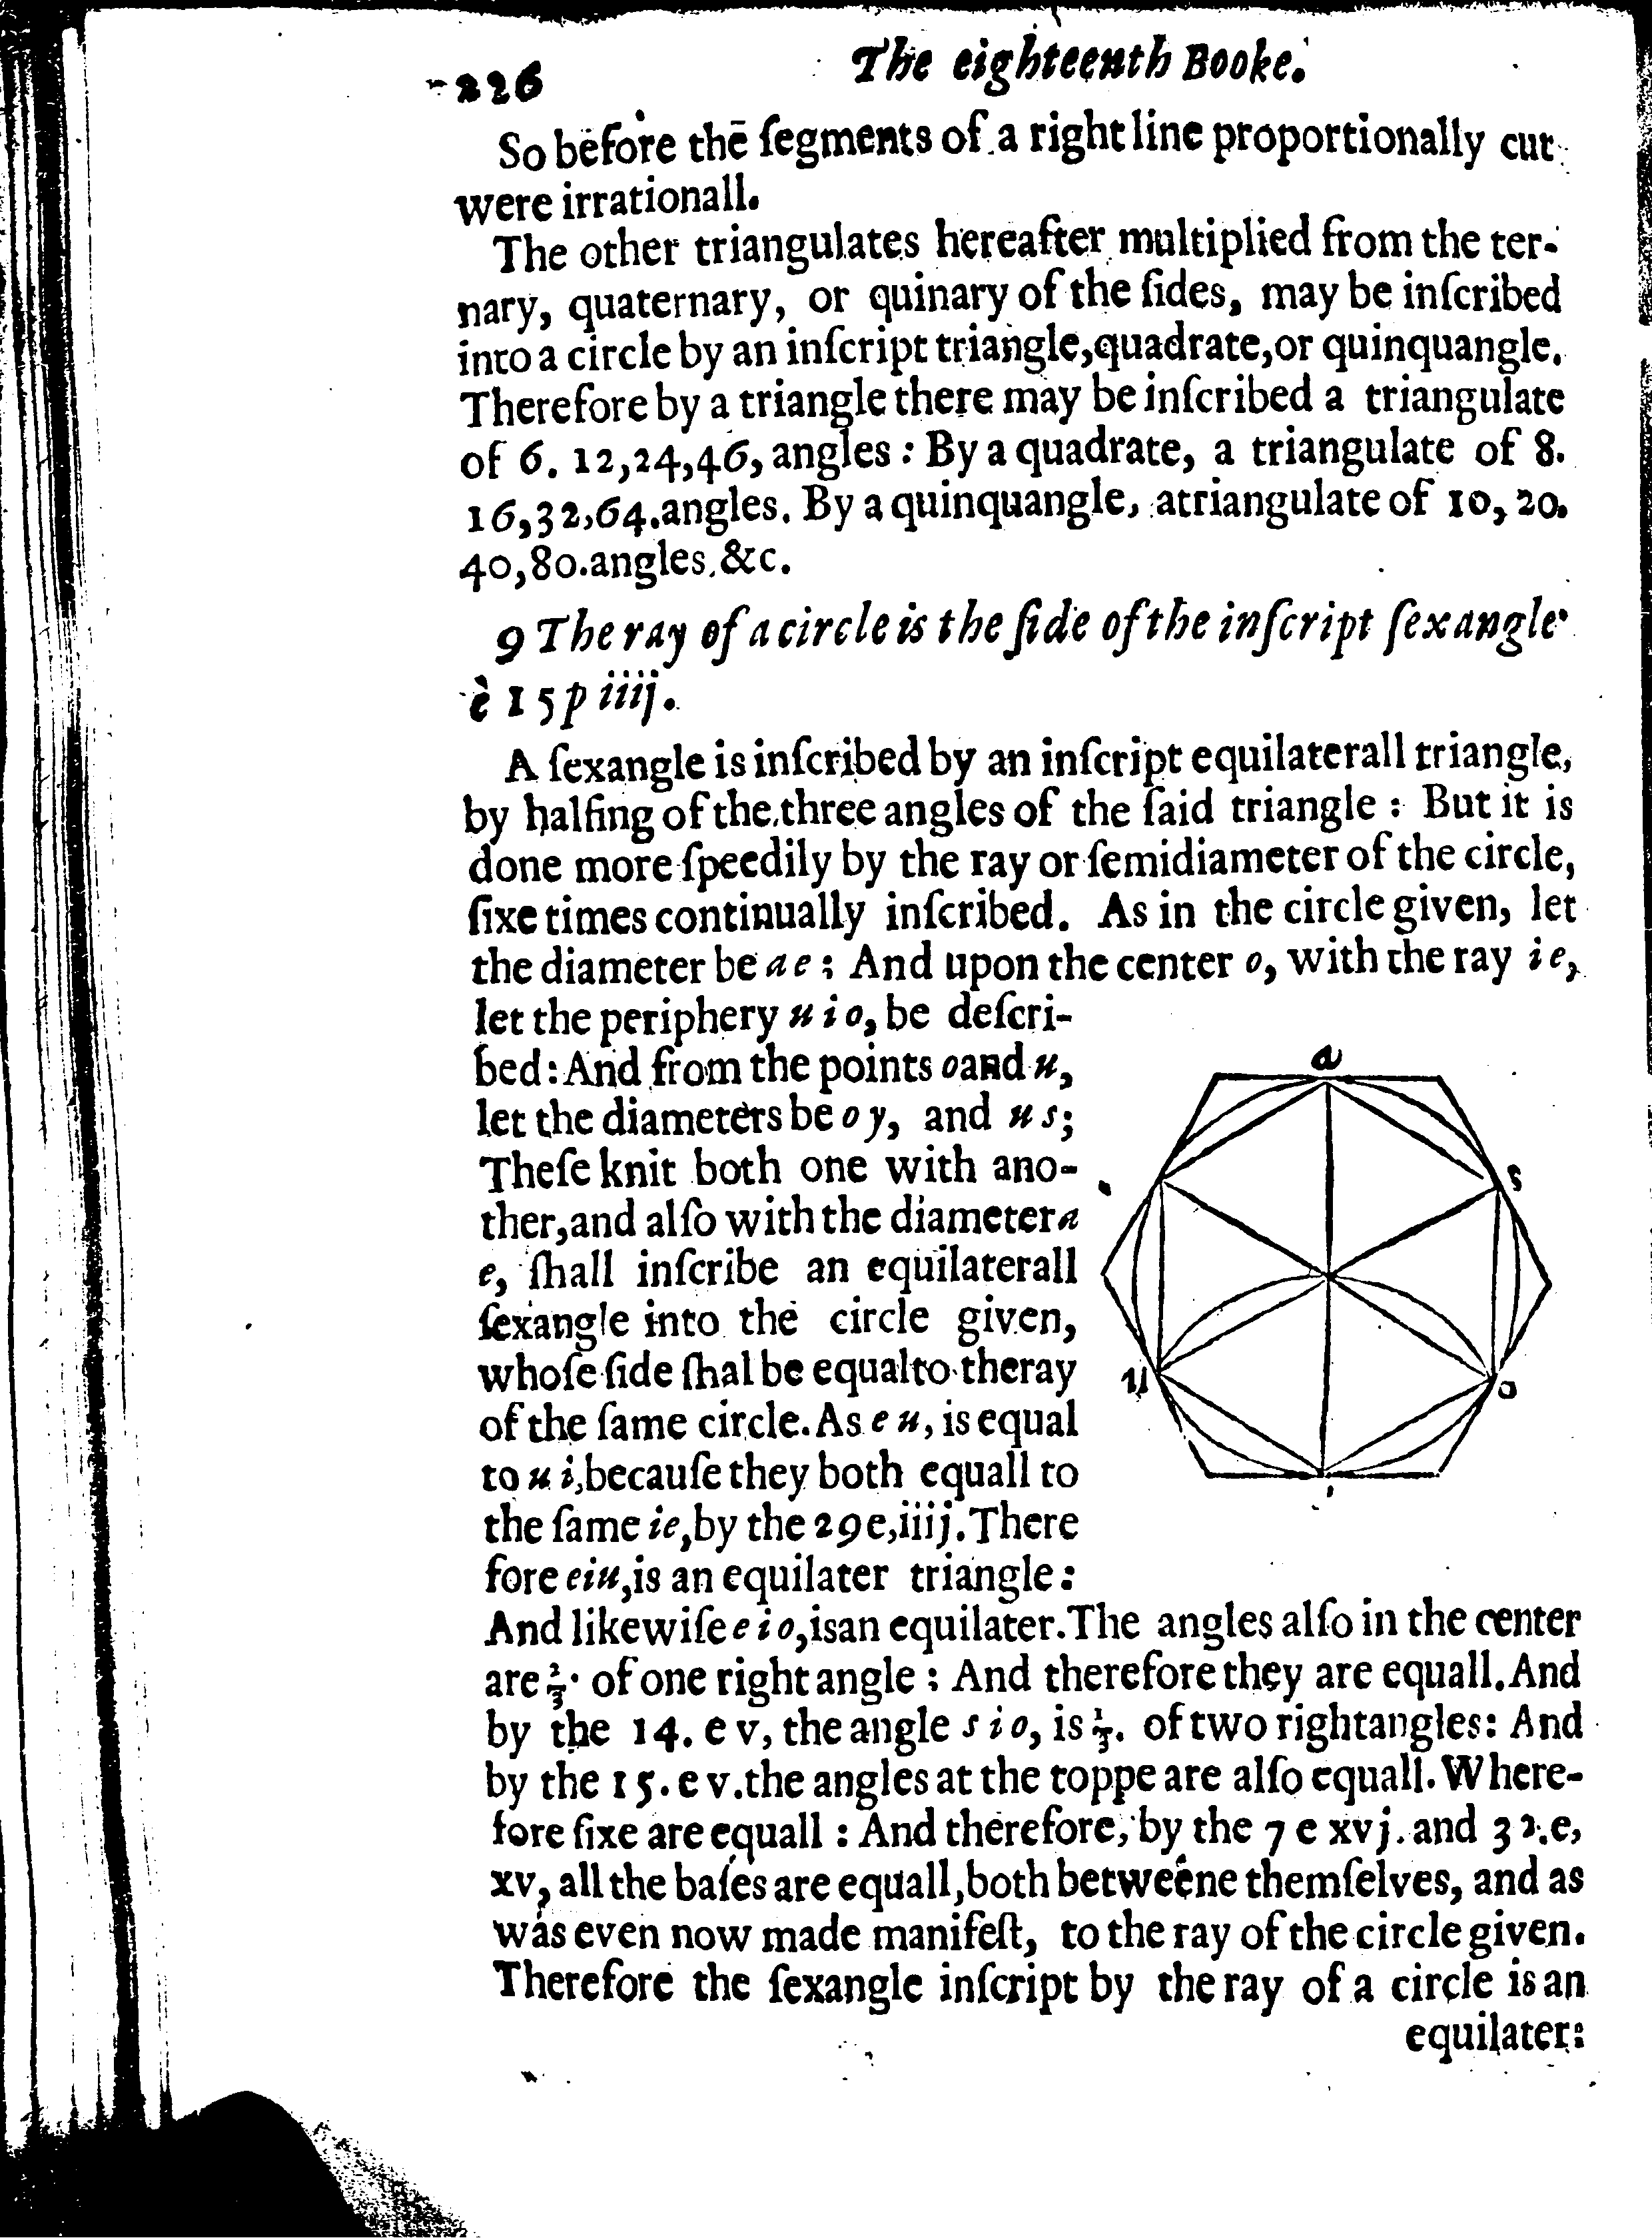 226
The eighteenth Booke.
So before thē ſegments of a right line proportionally cut
were irrationall.
The other triangulates hereafter multiplied from the ter-
nary, quaternary, or quinary of the ſides, may be inſcribed
into a circle by an inſcript triangle,quadrate,or quinquangle.
Therefore by a triangle there may be inſcribed a triangulate
of 6. 12,24,46, angles : By a quadrate, a triangulate of 8.
16,32,64.angles. By a quinquangle, atriangulate of 10, 20.
40,80.angles.&c.
9 The ray of a circle is the ſide of the inſcript ſexangle
è 15 p iiij.
A ſexangle is inſcribed by an inſcript equilaterall triangle,
by halfing of the three angles of the ſaid triangle : But it is
done more ſpeedily by the ray or ſemidiameter of the circle,
ſixe times continually inſcribed. As in the circle given, let
the diameter be a e ; And upon the center o, with the ray i e,
let the periphery u i o, be deſcri-
bed: And from the points o and u,
let the diameters be o y, and u s;
Theſe knit both one with ano-
ther,and alſo with the diameter a
e, ſhall inſcribe an equilaterall
ſexangle into the circle given,
whoſe ſide ſhal be equal to the ray
of the ſame circle. As e u, is equal
to u i,becauſe they both equall to
the ſame ie,by the 29 e,iiij. There
fore eiu,is an equilater triangle:
And likewiſe e i o,isan equilater. The angles alſo in the center
are 2/3. of one right angle : And therefore they are equall. And
by the 14. e v, the angle s i o, is 1/3. of two rightangles: And
by the 15. e v.the angles at the toppe are alſo equall. Where-
fore ſixe are equall : And therefore, by the 7 e xvj. and 32.e,
xv, all the baſes are equall,both betweene themſelves, and as
was even now made manifeſt, to the ray of the circle given.
Therefore the ſexangle inſcript by the ray of a circle is an
equilater:
a
s
u
o